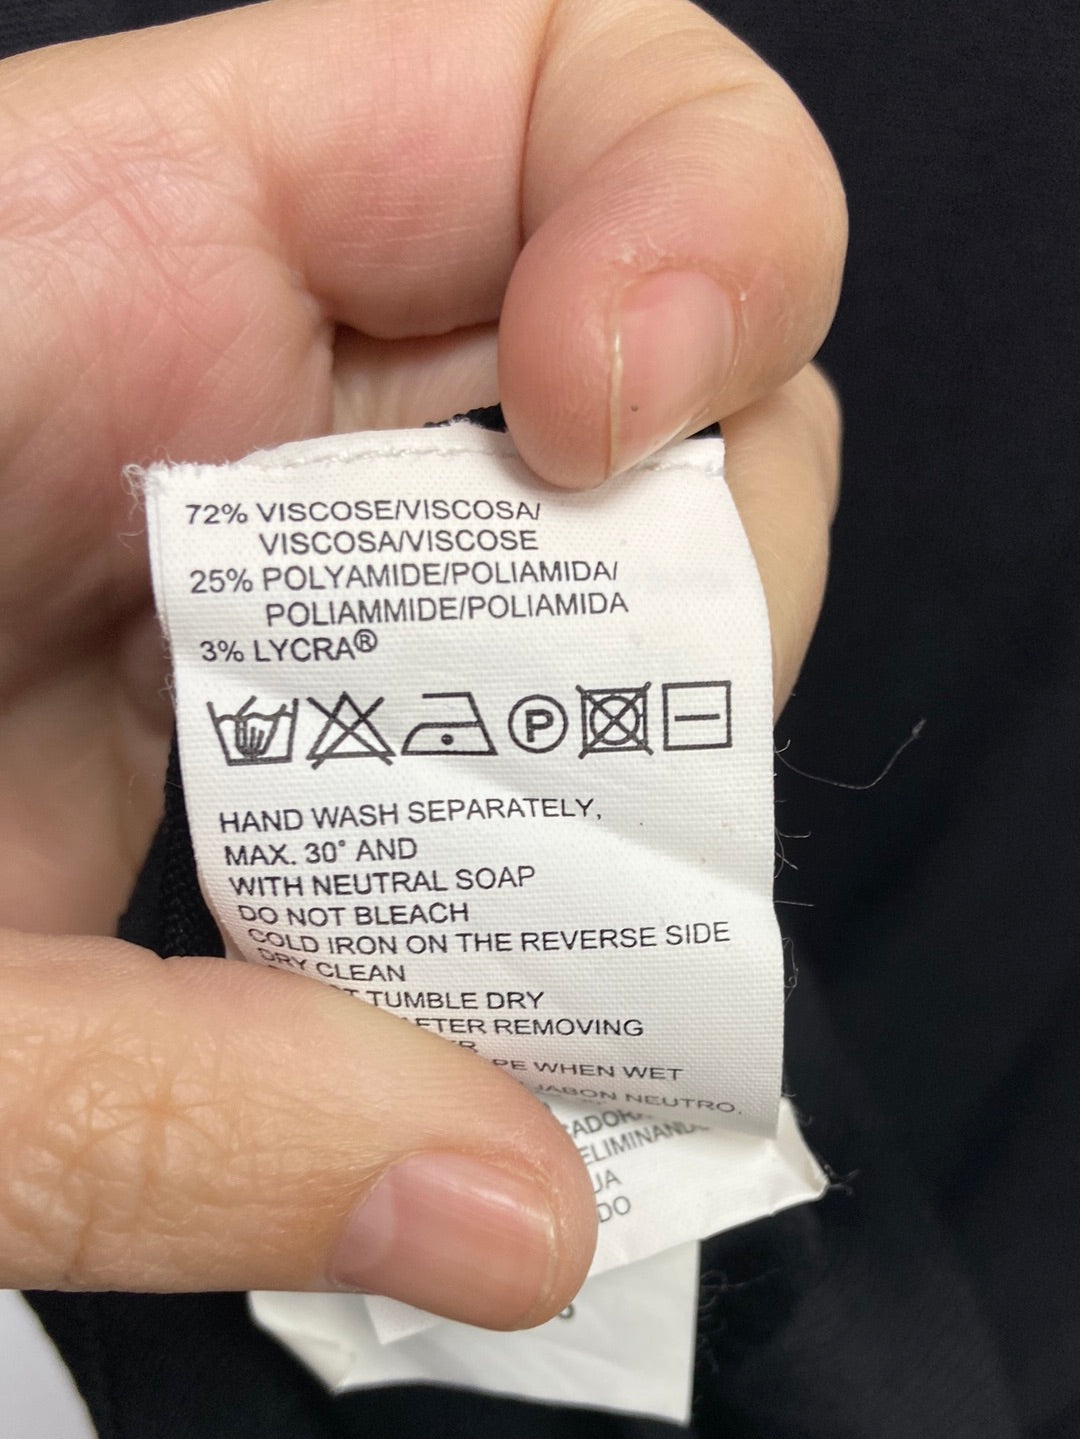 72% VISCOSE/VISCOSA/
VISCOSA/VISCOSE
25% POLYAMIDE/POLIAMIDA/
POLIAMMIDE/POLIAMIDA
3% LYCRA®
P
HAND WASH SEPARATELY,
MAX. 30° AND
WITH NEUTRAL SOAP
DO NOT BLEACH
COLD IRON ON THE REVERSE SIDE
DRY CLEAN
TUMBLE DRY
REMOVING
WHEN WET
JABON NEUTRO.